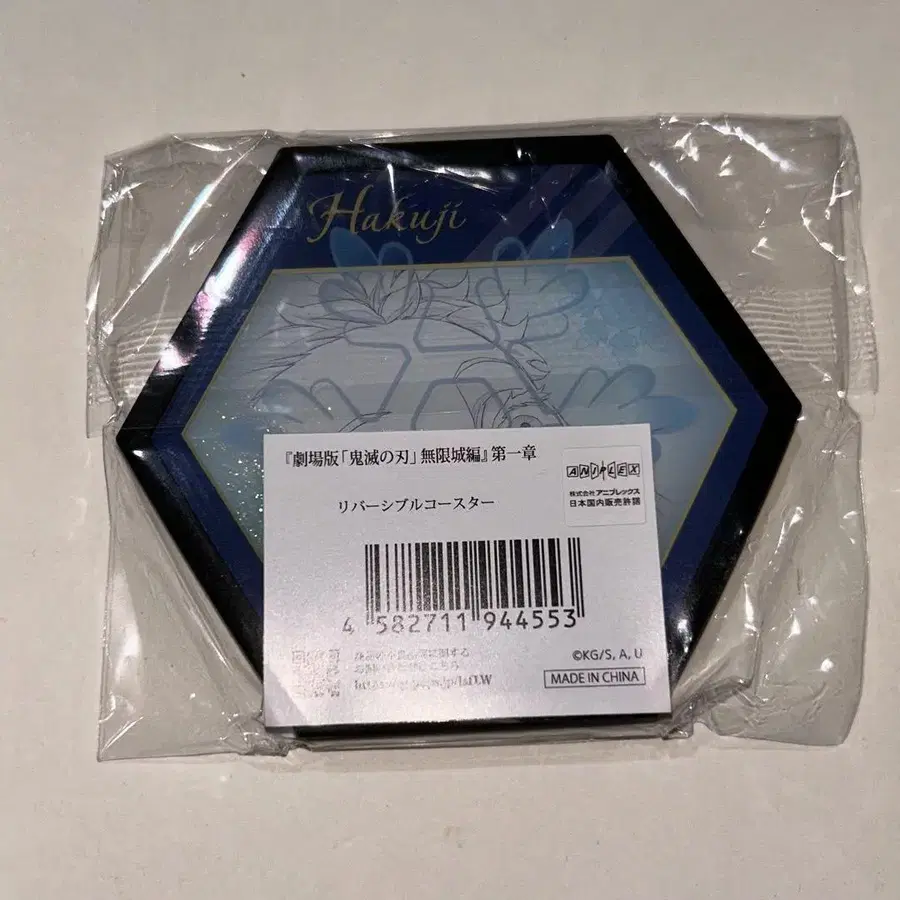 Hakuji
『劇場版「鬼滅の刃」無限城編』第一章
リバーシブルコースター
ANIPLEX
株式会社アニプレックス
日本国内販売許諾
4 582711 944553
©KG/S, A, U
MADE IN CHINA